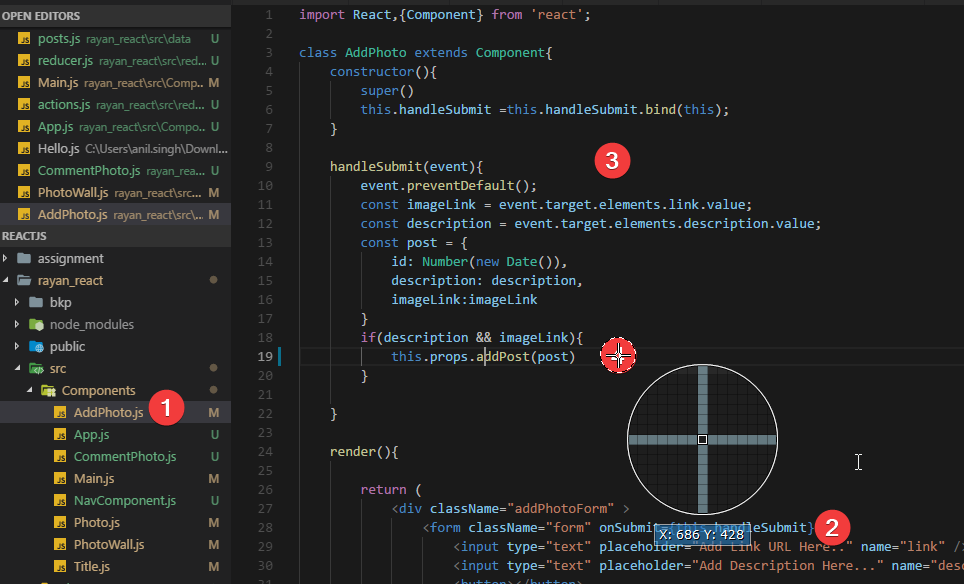 OPEN EDITORS
posts.js rayan_react\src\data U
reducer.js rayan_react\src\red... U
Main.js rayan_react\src\Comp... M
actions.js rayan_react\src\red... U
App.js rayan_react\src\Compo... U
Hello.js C:\Users\anil.singh\Downl...
CommentPhoto.js rayan_rea... U
PhotoWall.js rayan_react\src... M
AddPhoto.js rayan_react\src\... M
REACTJS
assignment
rayan_react
bkp
node_modules
public
src
Components
AddPhoto.js 1 M
App.js U
CommentPhoto.js U
Main.js M
NavComponent.js U
Photo.js M
PhotoWall.js M
Title.js M
1 import React,{Component} from 'react';
2
3 class AddPhoto extends Component{
4 constructor(){
5 super()
6 this.handleSubmit =this.handleSubmit.bind(this);
7 }
8
9 handleSubmit(event){ 3
10 event.preventDefault();
11 const imageLink = event.target.elements.link.value;
12 const description = event.target.elements.description.value;
13 const post = {
14 id: Number(new Date()),
15 description: description,
16 imageLink:imageLink
17 }
18 if(description && imageLink){
19 this.props.addPost(post)
20 }
21
22 }
23
24 render(){
25
26 return (
27 <div className="addPhotoForm" >
28 <form className="form" onSubmit={this.handleSubmit} 2
X: 686 Y: 428
29 <input type="text" placeholder="Add Link URL Here.." name="link" />
30 <input type="text" placeholder="Add Description Here..." name="desc
31 <button></button>